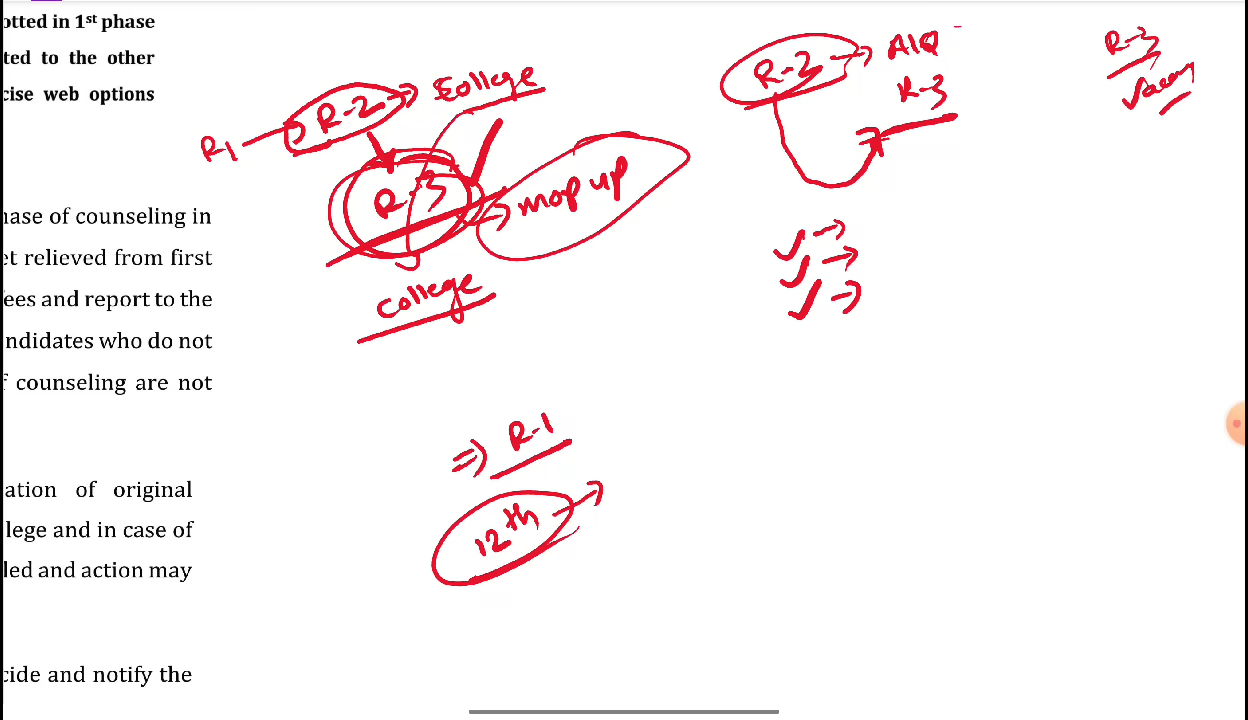 otted in 1st phase
ted to the other
cise web options
hase of counseling in
et relieved from first
ees and report to the
ndidates who do not
f counseling are not
ation of original
lege and in case of
led and action may
cide and notify the
R1 → R-2 → College
R-3 → mop up
College
R-2 → AIQ
R-3
R-3
⇒ R-1
12th →